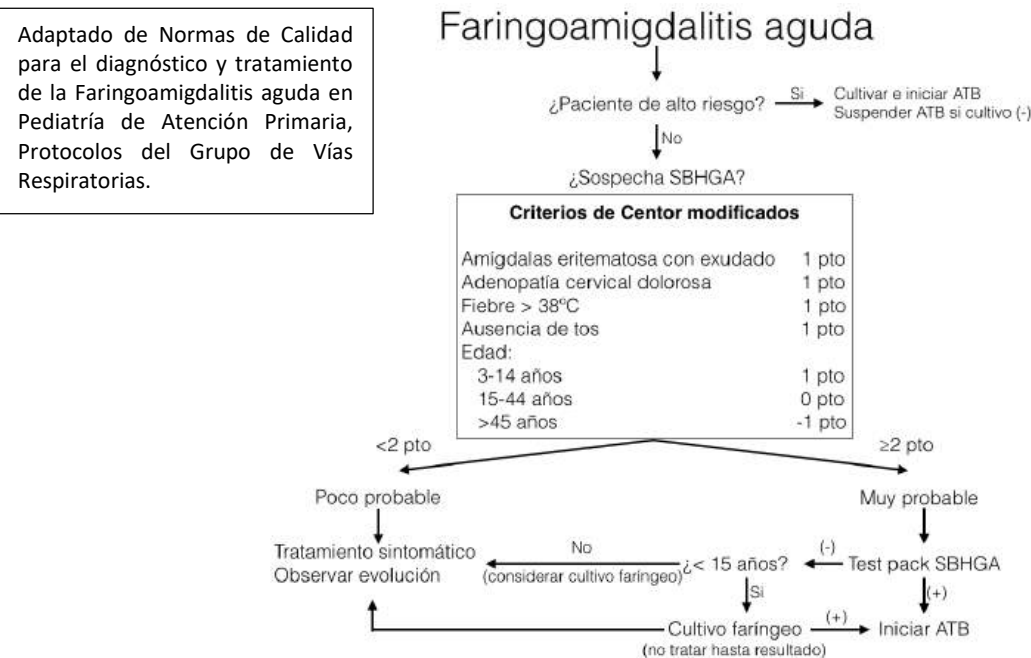 Adaptado de Normas de Calidad
para el diagnóstico y tratamiento
de la Faringoamigdalitis aguda en
Pediatría de Atención Primaria,
Protocolos del Grupo de Vías
Respiratorias.
Faringoamigdalitis aguda
¿Paciente de alto riesgo?
Si
Cultivar e iniciar ATB
Suspender ATB si cultivo (-)
No
¿Sospecha SBHGA?
Criterios de Centor modificados
Amigdalas eritematosa con exudado 1 pto
Adenopatía cervical dolorosa 1 pto
Fiebre > 38ºC 1 pto
Ausencia de tos 1 pto
Edad:
3-14 años 1 pto
15-44 años 0 pto
>45 años -1 pto
<2 pto
≥2 pto
Poco probable
Muy probable
Tratamiento sintomático
Observar evolución
No
(considerar cultivo faríngeo)
¿< 15 años?
(-)
Test pack SBHGA
Si
(+)
Cultivo faríngeo
(no tratar hasta resultado)
(+)
Iniciar ATB